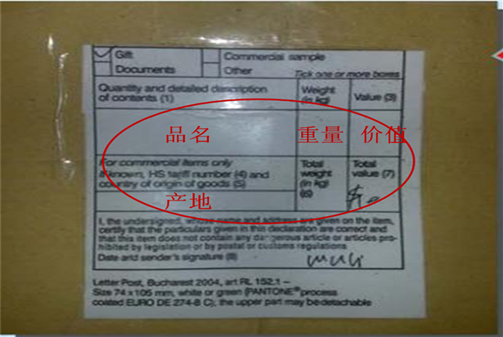 Gift Commercial sample
Documents Other Tick one or more boxes
Quantity and detailed description of contents (1) Weight (in kg) Value (3)
品名 重量 价值
For commercial items only
If known, HS tariff number (4) and country of origin of goods (5) Total weight (in kg) (6) Total value (7)
产地
I, the undersigned, whose name and address are given on the item,
certify that the particulars given in this declaration are correct and
that this item does not contain any dangerous article or articles pro-
hibited by legislation or by postal or customs regulations
Date and sender's signature (8)
Letter Post, Bucharest 2004, art RL 152.1 –
Size 74 x 105 mm, white or green (PANTONE® process
coated EURO DE 274-8 C), the upper part may be detachable